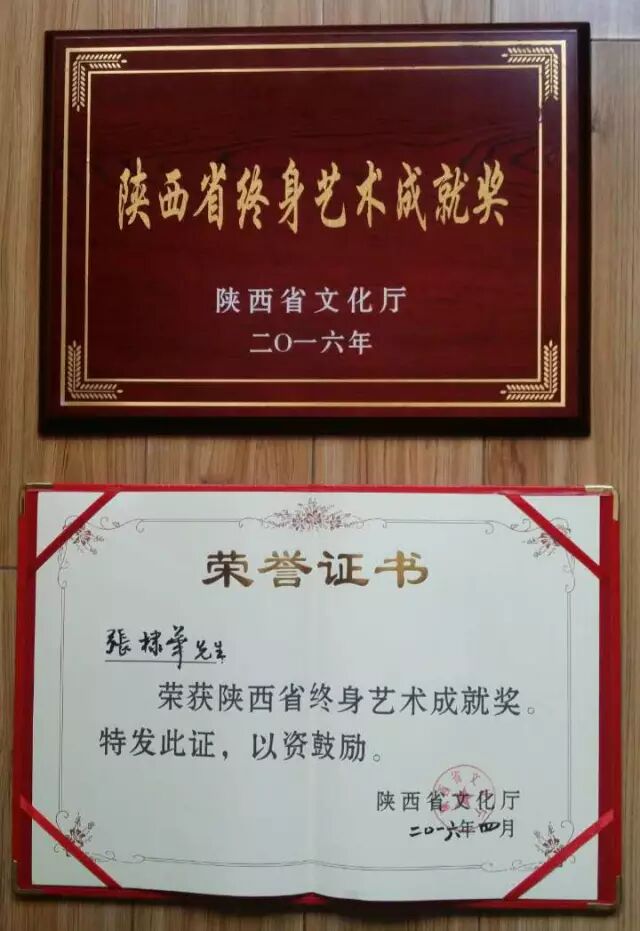 陕西省终身艺术成就奖
陕西省文化厅
二〇一六年
荣誉证书
張棣华先生
荣获陕西省终身艺术成就奖。
特发此证，以资鼓励。
陕西省文化厅
二〇一六年四月